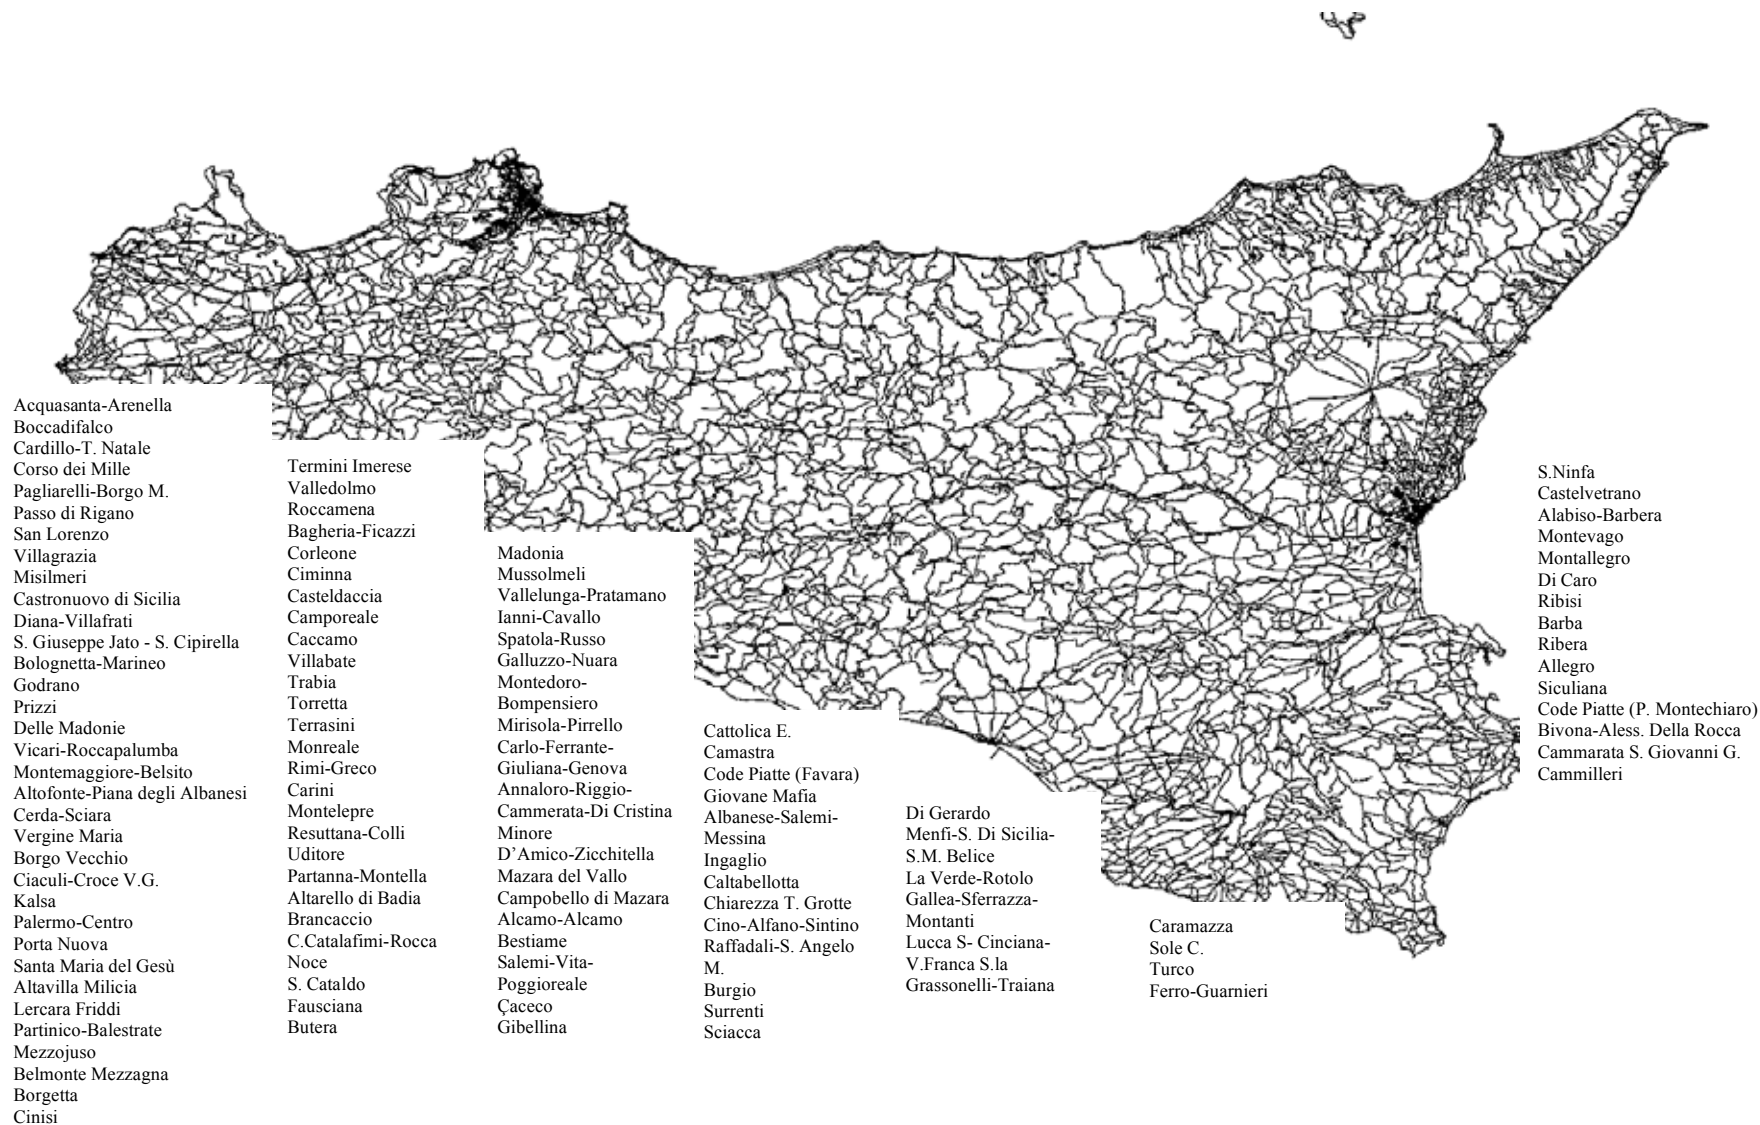 Acquasanta-Arenella
Boccadifalco
Cardillo-T. Natale
Corso dei Mille
Pagliarelli-Borgo M.
Passo di Rigano
San Lorenzo
Villagrazia
Misilmeri
Castronuovo di Sicilia
Diana-Villafrati
S. Giuseppe Jato - S. Cipirella
Bolognetta-Marineo
Godrano
Prizzi
Delle Madonie
Vicari-Roccapalumba
Montemaggiore-Belsito
Altofonte-Piana degli Albanesi
Cerda-Sciara
Vergine Maria
Borgo Vecchio
Ciaculi-Croce V.G.
Kalsa
Palermo-Centro
Porta Nuova
Santa Maria del Gesù
Altavilla Milicia
Lercara Friddi
Partinico-Balestrate
Mezzojuso
Belmonte Mezzagna
Borgetta
Cinisi
Termini Imerese
Valledolmo
Roccamena
Bagheria-Ficazzi
Corleone
Ciminna
Casteldaccia
Camporeale
Caccamo
Villabate
Trabia
Torretta
Terrasini
Monreale
Rimi-Greco
Carini
Montelepre
Resuttana-Colli
Uditore
Partanna-Montella
Altarello di Badia
Brancaccio
C.Catalafimi-Rocca
Noce
S. Cataldo
Fausciana
Butera
Madonia
Mussolmeli
Vallelunga-Pratamano
Ianni-Cavallo
Spatola-Russo
Galluzzo-Nuara
Montedoro-
Bompensiero
Mirisola-Pirrello
Carlo-Ferrante-
Giuliana-Genova
Annaloro-Riggio-
Cammerata-Di Cristina
Minore
D'Amico-Zicchitella
Mazara del Vallo
Campobello di Mazara
Alcamo-Alcamo
Bestiame
Salemi-Vita-
Poggioreale
Çaceco
Gibellina
Cattolica E.
Camastra
Code Piatte (Favara)
Giovane Mafia
Albanese-Salemi-
Messina
Ingaglio
Caltabellotta
Chiarezza T. Grotte
Cino-Alfano-Sintino
Raffadali-S. Angelo
M.
Burgio
Surrenti
Sciacca
Di Gerardo
Menfi-S. Di Sicilia-
S.M. Belice
La Verde-Rotolo
Gallea-Sferrazza-
Montanti
Lucca S- Cinciana-
V.Franca S.la
Grassonelli-Traiana
Caramazza
Sole C.
Turco
Ferro-Guarnieri
S.Ninfa
Castelvetrano
Alabiso-Barbera
Montevago
Montallegro
Di Caro
Ribisi
Barba
Ribera
Allegro
Siculiana
Code Piatte (P. Montechiaro)
Bivona-Aless. Della Rocca
Cammarata S. Giovanni G.
Cammilleri